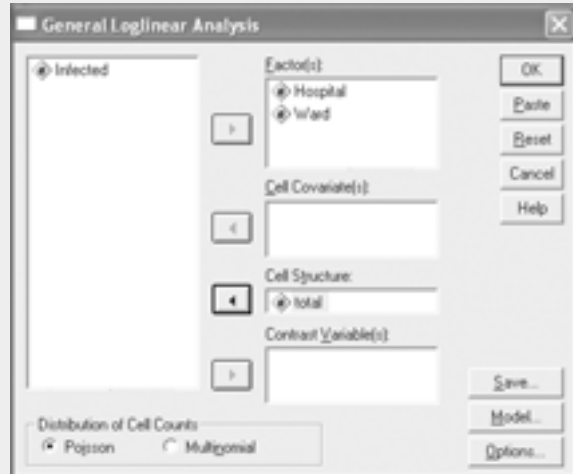 General Loglinear Analysis
Infected
Factor(s):
Hospital
Ward
Cell Covariate(s):
Cell Structure:
total
Contrast Variable(s):
Distribution of Cell Counts
Poisson
Multinomial
OK
Paste
Reset
Cancel
Help
Save...
Model...
Options...